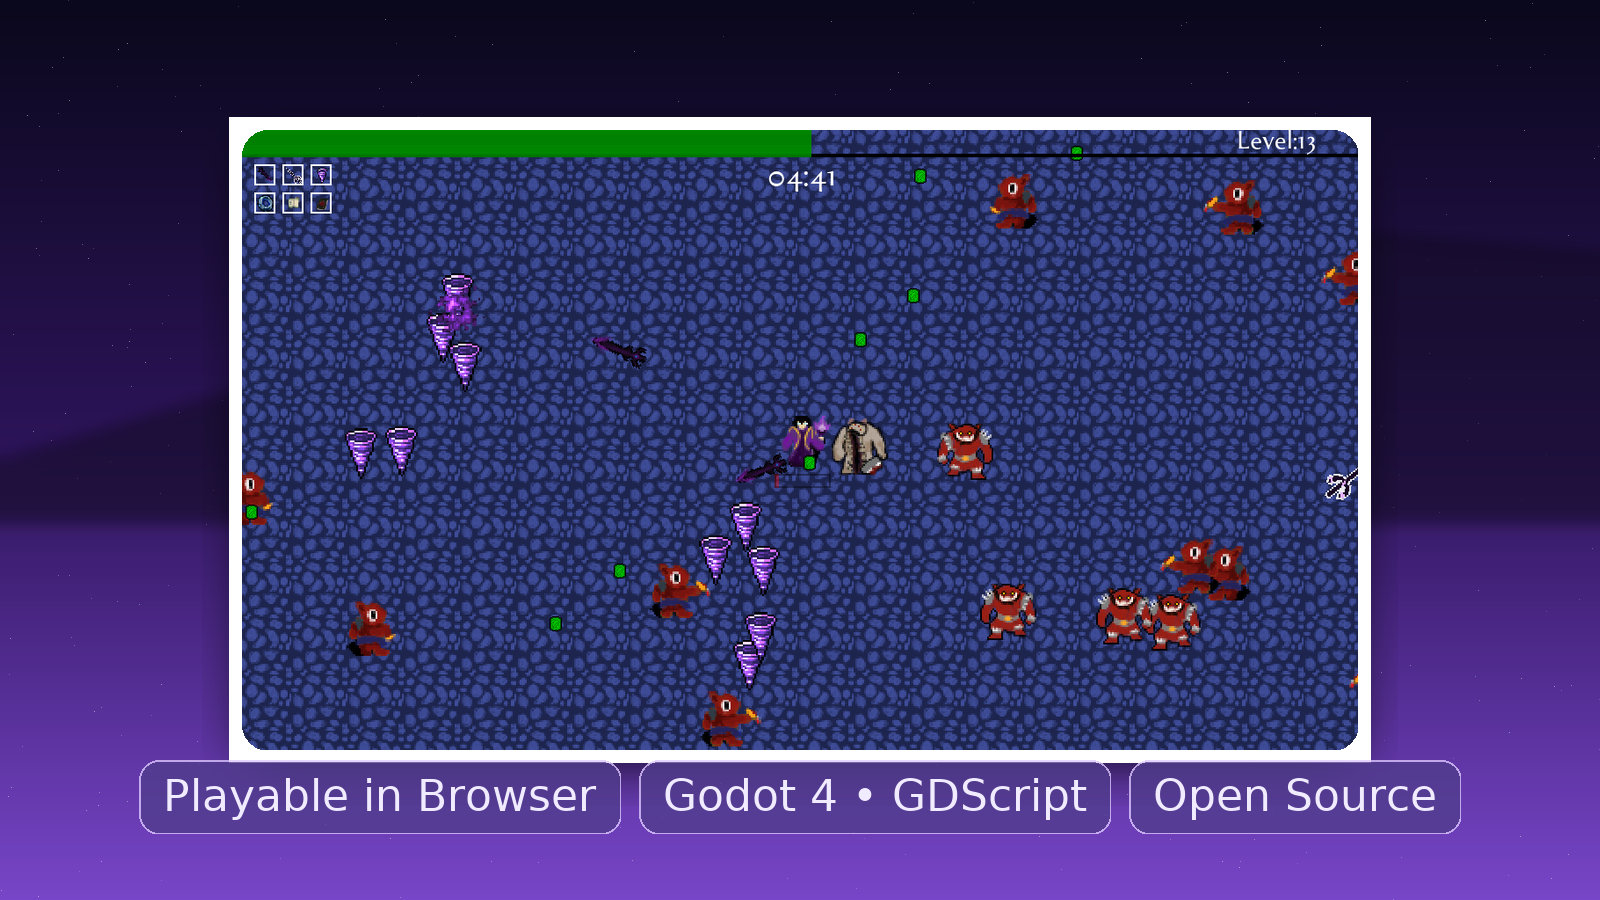 Level:13
04:41
Playable in Browser
Godot 4 • GDScript
Open Source